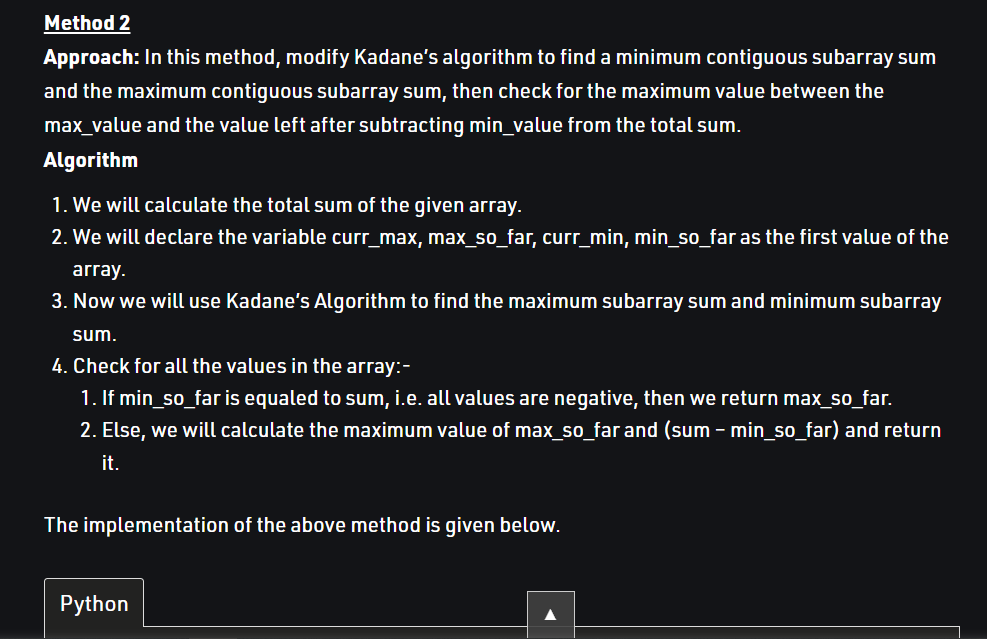 Method 2
Approach: In this method, modify Kadane’s algorithm to find a minimum contiguous subarray sum
and the maximum contiguous subarray sum, then check for the maximum value between the
max_value and the value left after subtracting min_value from the total sum.
Algorithm
1. We will calculate the total sum of the given array.
2. We will declare the variable curr_max, max_so_far, curr_min, min_so_far as the first value of the
array.
3. Now we will use Kadane’s Algorithm to find the maximum subarray sum and minimum subarray
sum.
4. Check for all the values in the array:-
1. If min_so_far is equaled to sum, i.e. all values are negative, then we return max_so_far.
2. Else, we will calculate the maximum value of max_so_far and (sum – min_so_far) and return
it.
The implementation of the above method is given below.
Python
▲